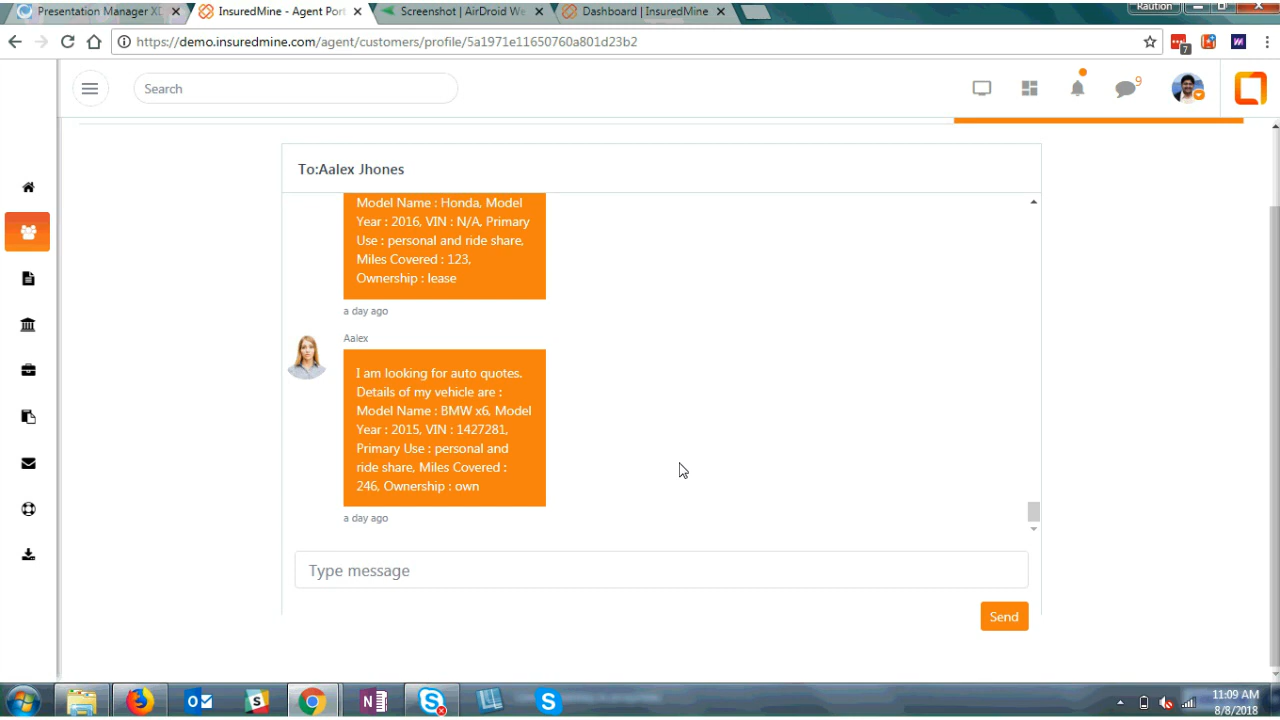 Presentation Manager XD
InsuredMine - Agent Port
Screenshot | AirDroid We
Dashboard | InsuredMine
Raution
https://demo.insuredmine.com/agent/customers/profile/5a1971e11650760a801d23b2
7
Search
9
To:Aalex Jhones
Model Name : Honda, Model
Year : 2016, VIN : N/A, Primary
Use : personal and ride share,
Miles Covered : 123,
Ownership : lease
a day ago
Aalex
I am looking for auto quotes.
Details of my vehicle are :
Model Name : BMW x6, Model
Year : 2015, VIN : 1427281,
Primary Use : personal and
ride share, Miles Covered :
246, Ownership : own
a day ago
Type message
Send
11:09 AM
8/8/2018